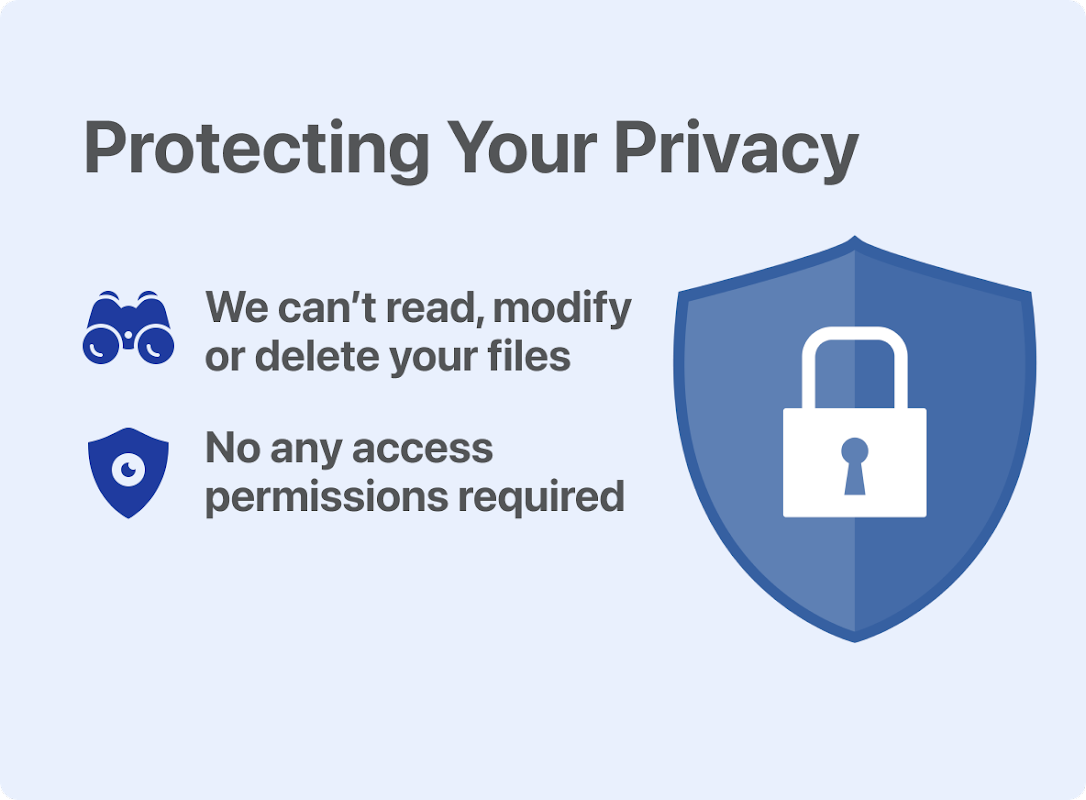 Protecting Your Privacy
We can’t read, modify
or delete your files
No any access
permissions required